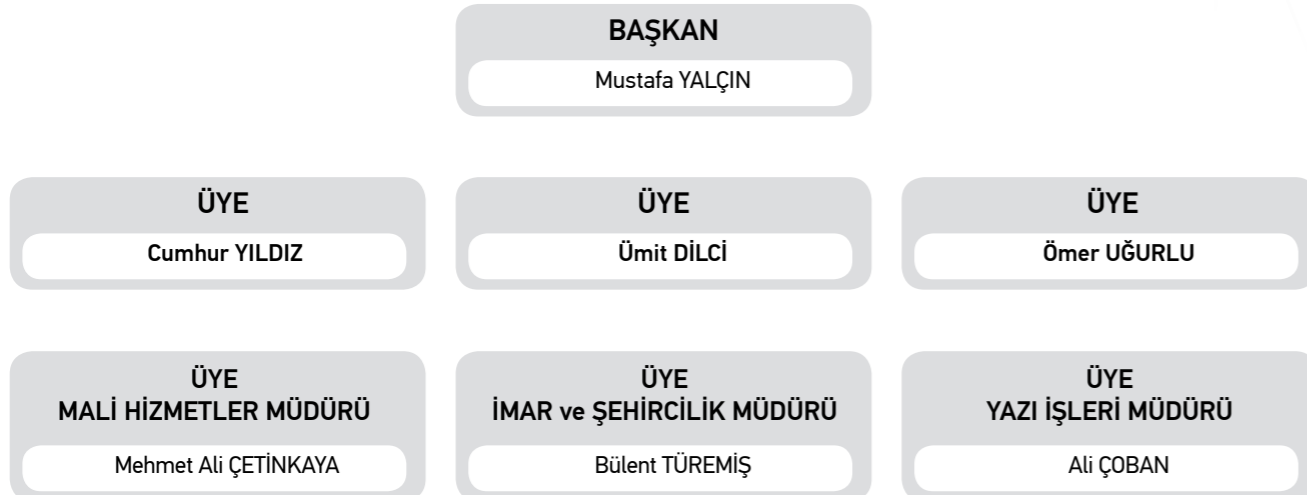 BAŞKAN
Mustafa YALÇIN
ÜYE
Cumhur YILDIZ
ÜYE
Ümit DİLCİ
ÜYE
Ömer UĞURLU
ÜYE
MALİ HİZMETLER MÜDÜRÜ
Mehmet Ali ÇETİNKAYA
ÜYE
İMAR ve ŞEHİRCİLİK MÜDÜRÜ
Bülent TÜREMİŞ
ÜYE
YAZI İŞLERİ MÜDÜRÜ
Ali ÇOBAN